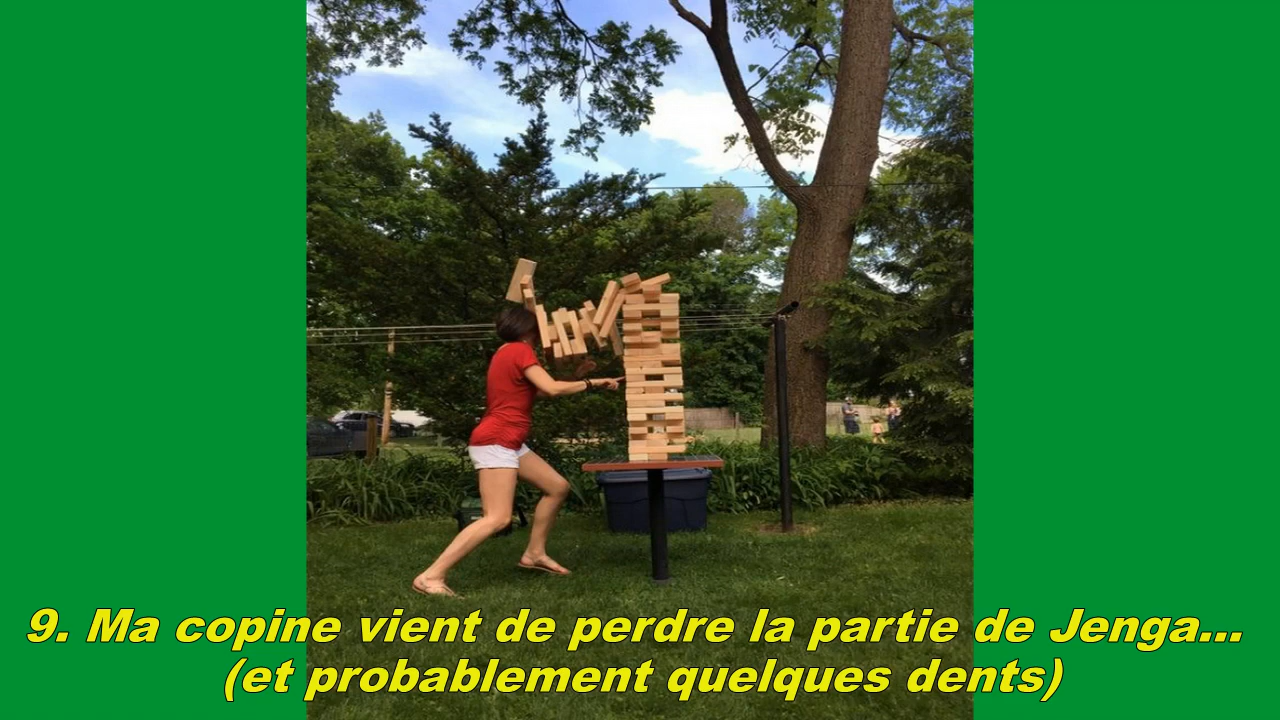 9. Ma copine vient de perdre la partie de Jenga...
(et probablement quelques dents)